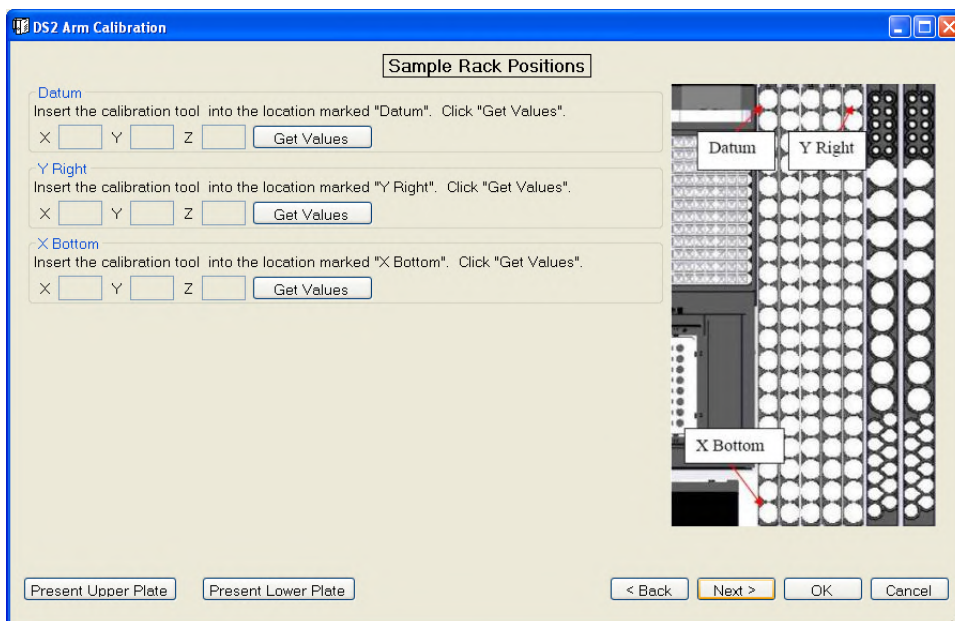 DS2 Arm Calibration
Sample Rack Positions
Datum
Insert the calibration tool into the location marked "Datum". Click "Get Values".
X Y Z Get Values
Y Right
Insert the calibration tool into the location marked "Y Right". Click "Get Values".
X Y Z Get Values
X Bottom
Insert the calibration tool into the location marked "X Bottom". Click "Get Values".
X Y Z Get Values
Datum Y Right
X Bottom
Present Upper Plate Present Lower Plate < Back Next > OK Cancel